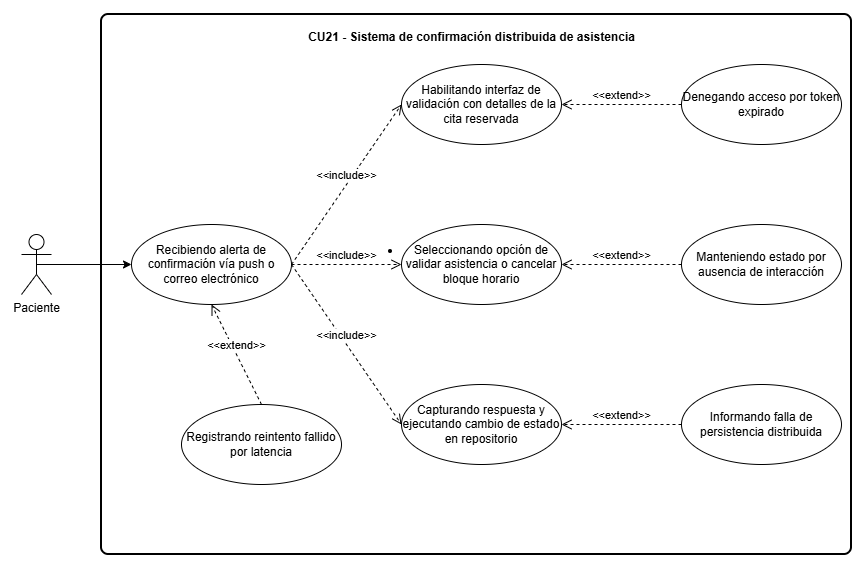 CU21 - Sistema de confirmación distribuida de asistencia
Habilitando interfaz de
validación con detalles de la
cita reservada
<<extend>>
Denegando acceso por token
expirado
<<include>>
Paciente
Recibiendo alerta de
confirmación vía push o
correo electrónico
<<include>>
Seleccionando opción de
validar asistencia o cancelar
bloque horario
<<extend>>
Manteniendo estado por
ausencia de interacción
<<include>>
<<extend>>
Registrando reintento fallido
por latencia
Capturando respuesta y
ejecutando cambio de estado
en repositorio
<<extend>>
Informando falla de
persistencia distribuida